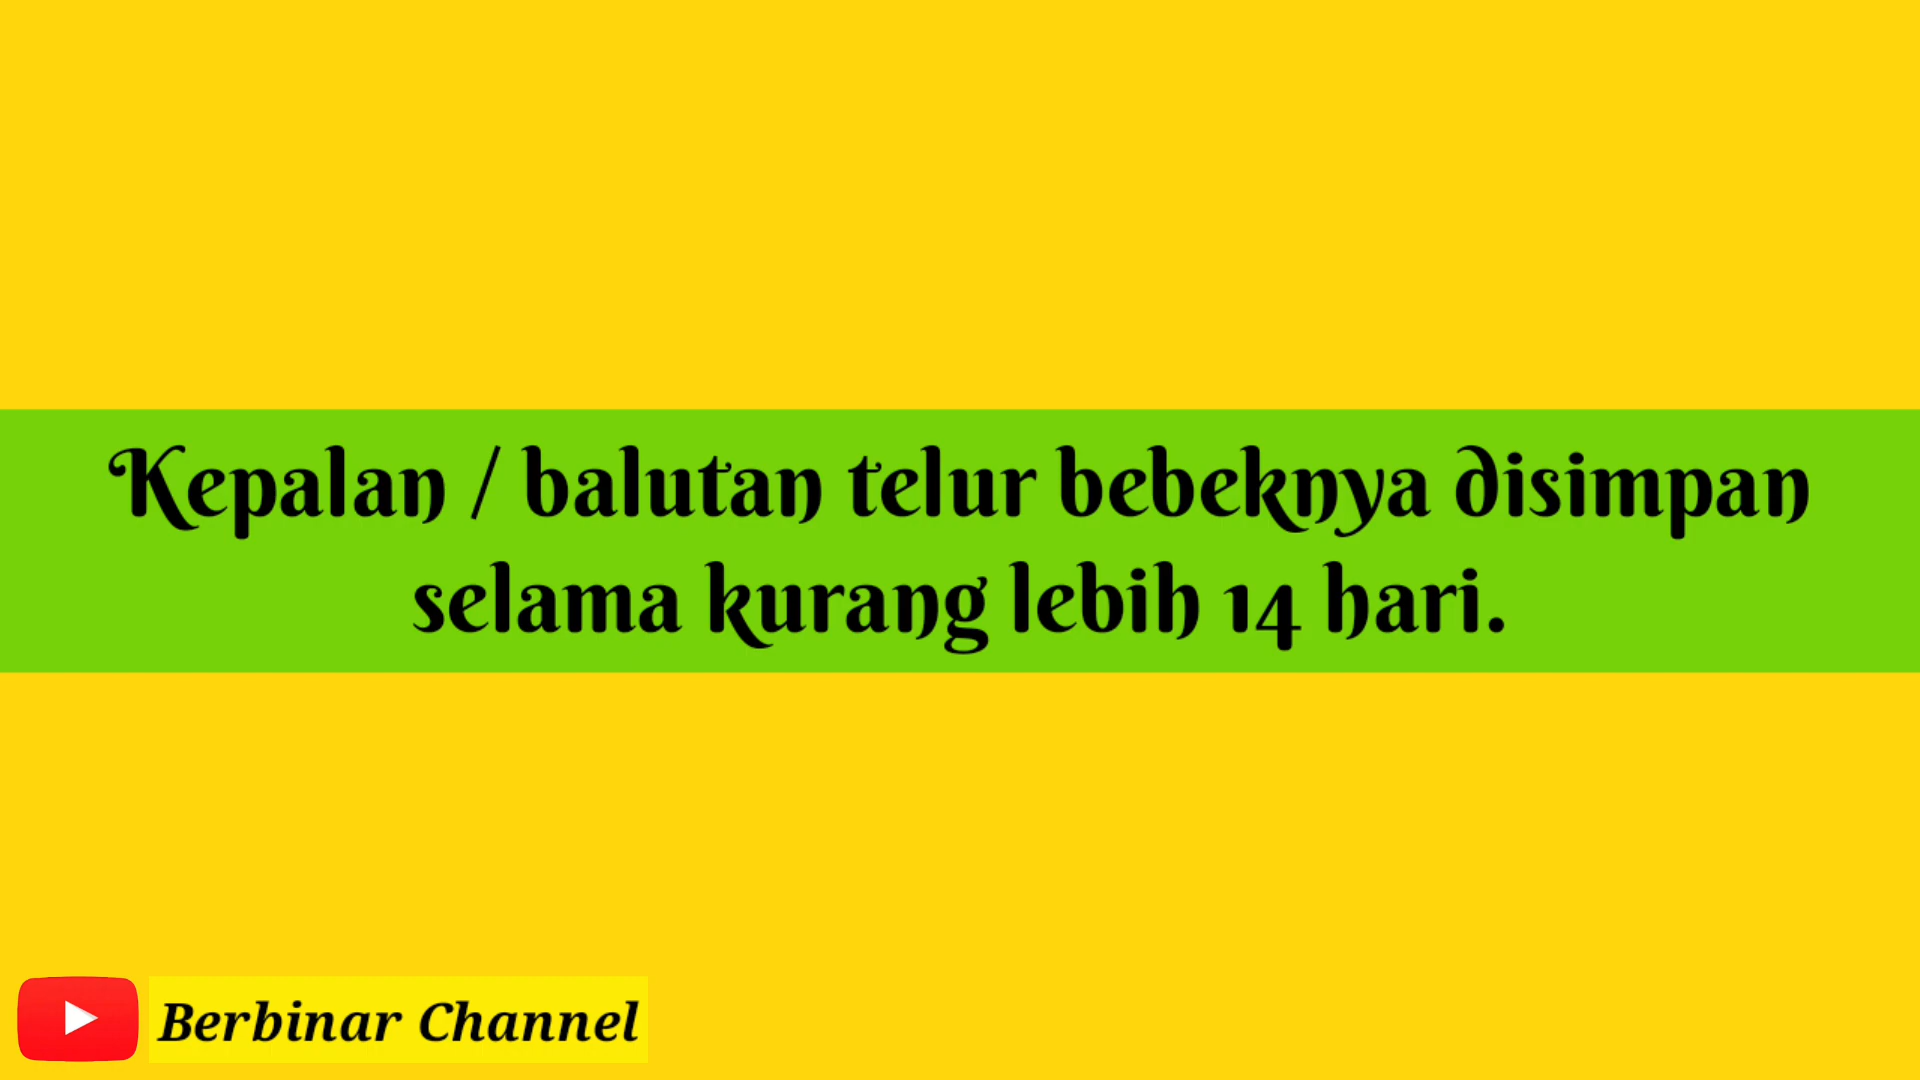 Kepalan / balutan telur bebeknya disimpan
selama kurang lebih 14 hari.
Berbinar Channel